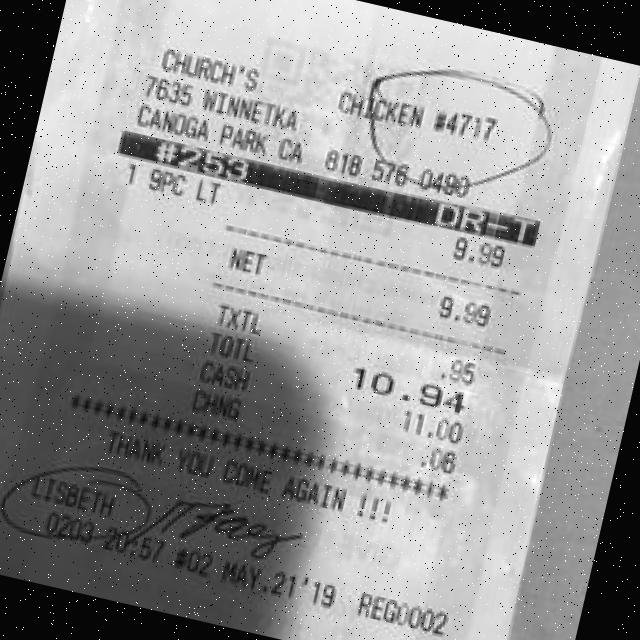 CHURCH'S CHICKEN #4717
7635 WINNETKA
CANOGA PARK CA 818 576-0480
DR-1
1 9PC LT 9.99
NET 9.99
TXTL .95
TOTL 10.94
CASH 11.00
CHNG .06
THANK YOU COME AGAIN !!!
LISBETH
0203 20:57 #02 MAY.21'19 REG0002